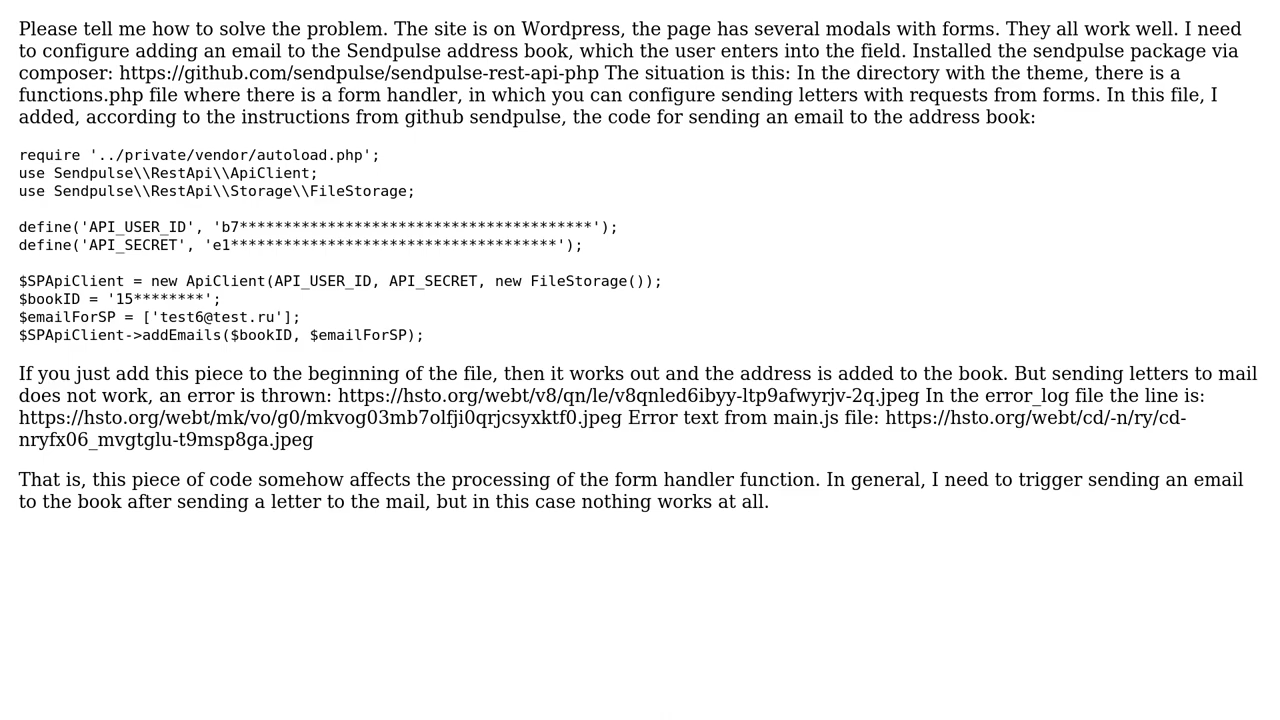 Please tell me how to solve the problem. The site is on Wordpress, the page has several modals with forms. They all work well. I need
to configure adding an email to the Sendpulse address book, which the user enters into the field. Installed the sendpulse package via
composer: https://github.com/sendpulse/sendpulse-rest-api-php The situation is this: In the directory with the theme, there is a
functions.php file where there is a form handler, in which you can configure sending letters with requests from forms. In this file, I
added, according to the instructions from github sendpulse, the code for sending an email to the address book:
require '../private/vendor/autoload.php';
use Sendpulse\\RestApi\\ApiClient;
use Sendpulse\\RestApi\\Storage\\FileStorage;
define('API_USER_ID', 'b7****************************************');
define('API_SECRET', 'e1*************************************');
$SPApiClient = new ApiClient(API_USER_ID, API_SECRET, new FileStorage());
$bookID = '15********';
$emailForSP = ['test6@test.ru'];
$SPApiClient->addEmails($bookID, $emailForSP);
If you just add this piece to the beginning of the file, then it works out and the address is added to the book. But sending letters to mail
does not work, an error is thrown: https://hsto.org/webt/v8/qn/le/v8qnled6ibyy-ltp9afwyrjv-2q.jpeg In the error_log file the line is:
https://hsto.org/webt/mk/vo/g0/mkvog03mb7olfji0qrjcsyxktf0.jpeg Error text from main.js file: https://hsto.org/webt/cd/-n/ry/cd-
nryfx06_mvgtglu-t9msp8ga.jpeg
That is, this piece of code somehow affects the processing of the form handler function. In general, I need to trigger sending an email
to the book after sending a letter to the mail, but in this case nothing works at all.